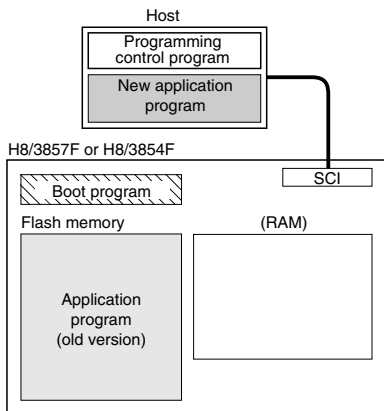 Host
Programming
control program
New application
program
H8/3857F or H8/3854F
SCI
Boot program
Flash memory
(RAM)
Application
program
(old version)